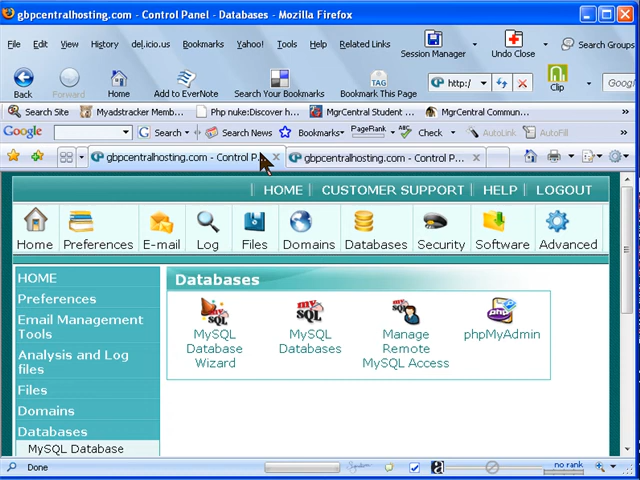 gbpcentralhosting.com - Control Panel - Databases - Mozilla Firefox
File Edit View History del.icio.us Bookmarks Yahoo! Tools Help Related Links Session Manager Undo Close Search Groups
Back Forward Home Add to EverNote Search Your Bookmarks TAG Bookmark This Page http:/ Clip Goog
Search Site Myadstracker Memb... Php nuke:Discover h... MgrCentral Student ... MgrCentral Commun...
Google Search Search News Bookmarks PageRank Check AutoLink AutoFill
gbpcentralhosting.com - Control P... gbpcentralhosting.com - Control P...
HOME | CUSTOMER SUPPORT | HELP | LOGOUT
Home Preferences E-mail Log Files Domains Databases Security Software Advanced
HOME
Preferences
Email Management
Tools
Analysis and Log
files
Files
Domains
Databases
MySQL Database
Databases
MySQL
Database
Wizard
MySQL
Databases
Manage
Remote
MySQL Access
phpMyAdmin
Done no rank